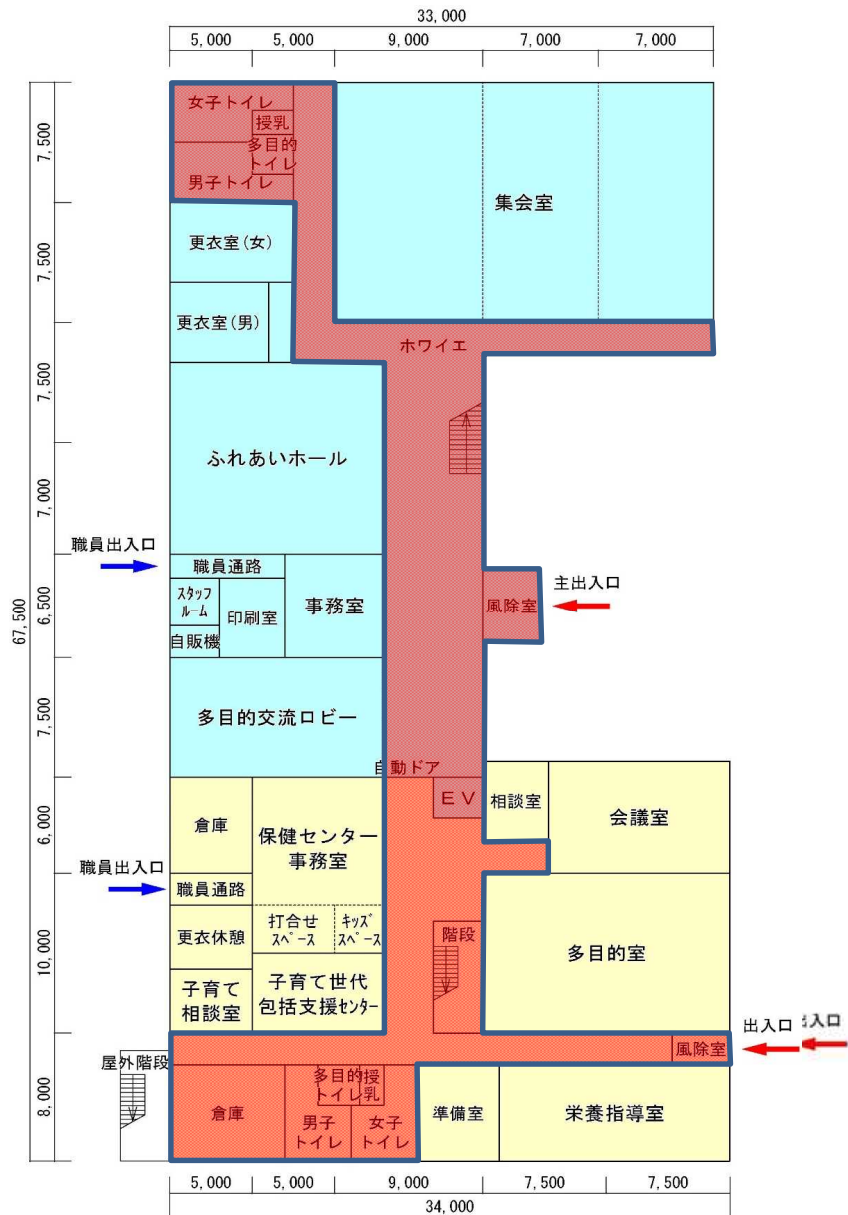 33,000
5,000 5,000 9,000 7,000 7,000
女子トイレ
授乳
多目的
トイレ
男子トイレ
7,500
集会室
更衣室(女)
7,500
更衣室(男)
ホワイエ
7,500
ふれあいホール
7,000
職員出入口
職員通路
スタッフ
ルーム
印刷室
事務室
自販機
風除室
主出入口
6,500
67,500
多目的交流ロビー
7,500
自動ドア
EV
相談室
会議室
倉庫
保健センター
事務室
6,000
職員出入口
職員通路
更衣休憩
打合せ
スペース
キッズ
スペース
階段
多目的室
10,000
子育て
相談室
子育て世代
包括支援センター
出入口
出入口
風除室
屋外階段
倉庫
多目的
トイレ
授
乳
男子
トイレ
女子
トイレ
準備室
栄養指導室
8,000
5,000 5,000 9,000 7,500 7,500
34,000